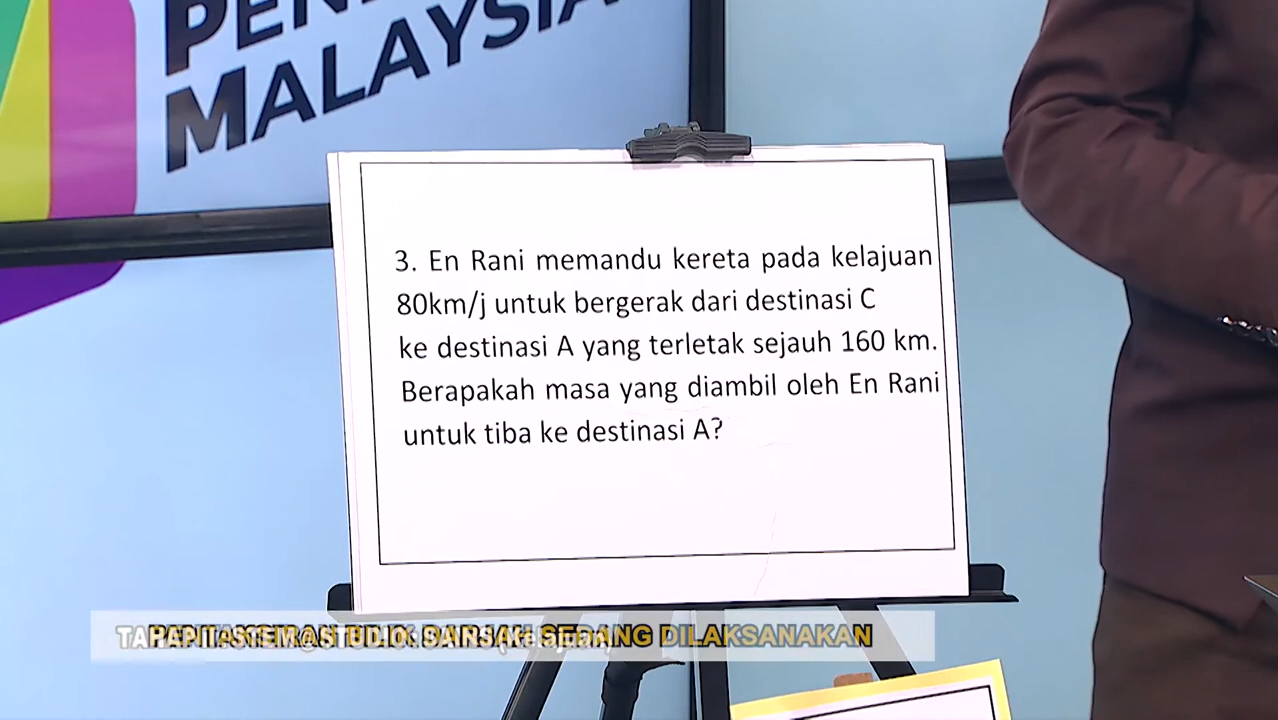 MALAYSIA
3. En Rani memandu kereta pada kelajuan
80km/j untuk bergerak dari destinasi C
ke destinasi A yang terletak sejauh 160 km.
Berapakah masa yang diambil oleh En Rani
untuk tiba ke destinasi A?
SEDANG DILAKSANAKAN